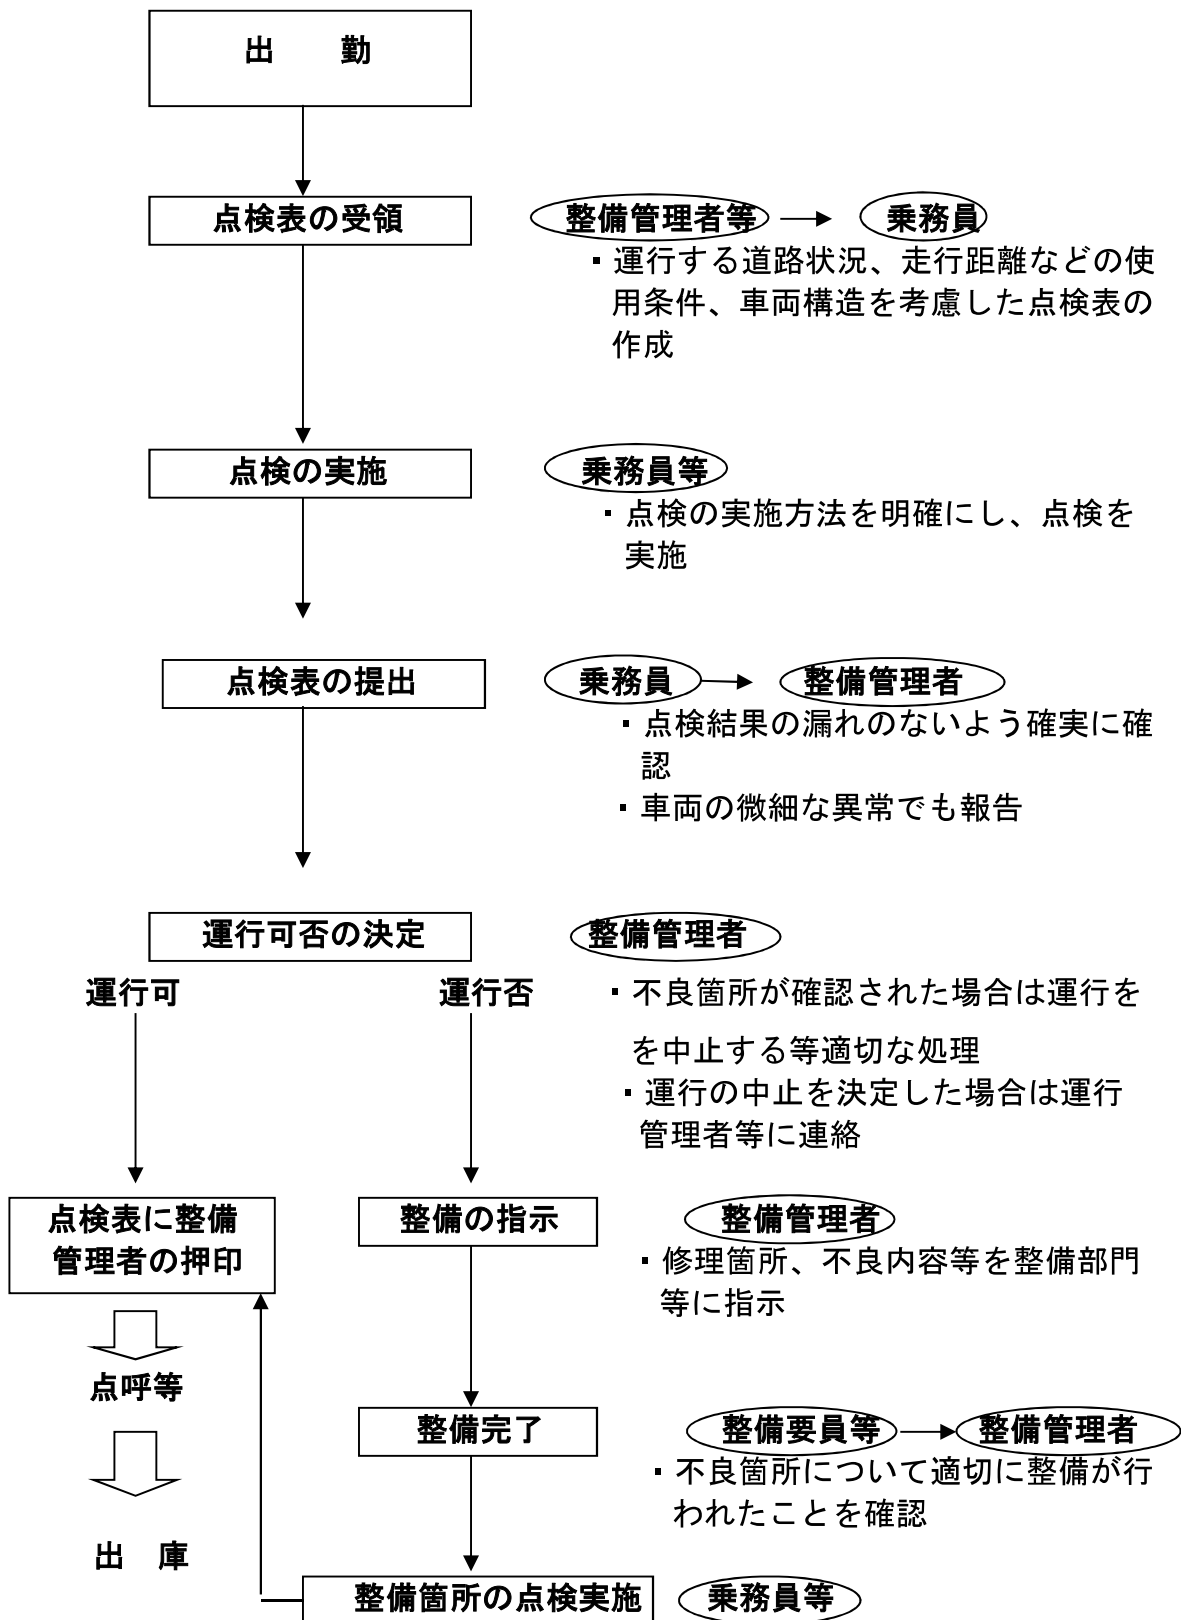 出　　勤
点検表の受領
整備管理者等
乗務員
・運行する道路状況、走行距離などの使
用条件、車両構造を考慮した点検表の
作成
点検の実施
乗務員等
・点検の実施方法を明確にし、点検を
実施
点検表の提出
乗務員
整備管理者
・点検結果の漏れのないよう確実に確
認
・車両の微細な異常でも報告
運行可否の決定
整備管理者
運行可
運行否
・不良箇所が確認された場合は運行を
を中止する等適切な処理
・運行の中止を決定した場合は運行
管理者等に連絡
点検表に整備
管理者の押印
整備の指示
整備管理者
・修理箇所、不良内容等を整備部門
等に指示
点呼等
整備完了
整備要員等
整備管理者
・不良箇所について適切に整備が行
われたことを確認
出　庫
整備箇所の点検実施
乗務員等